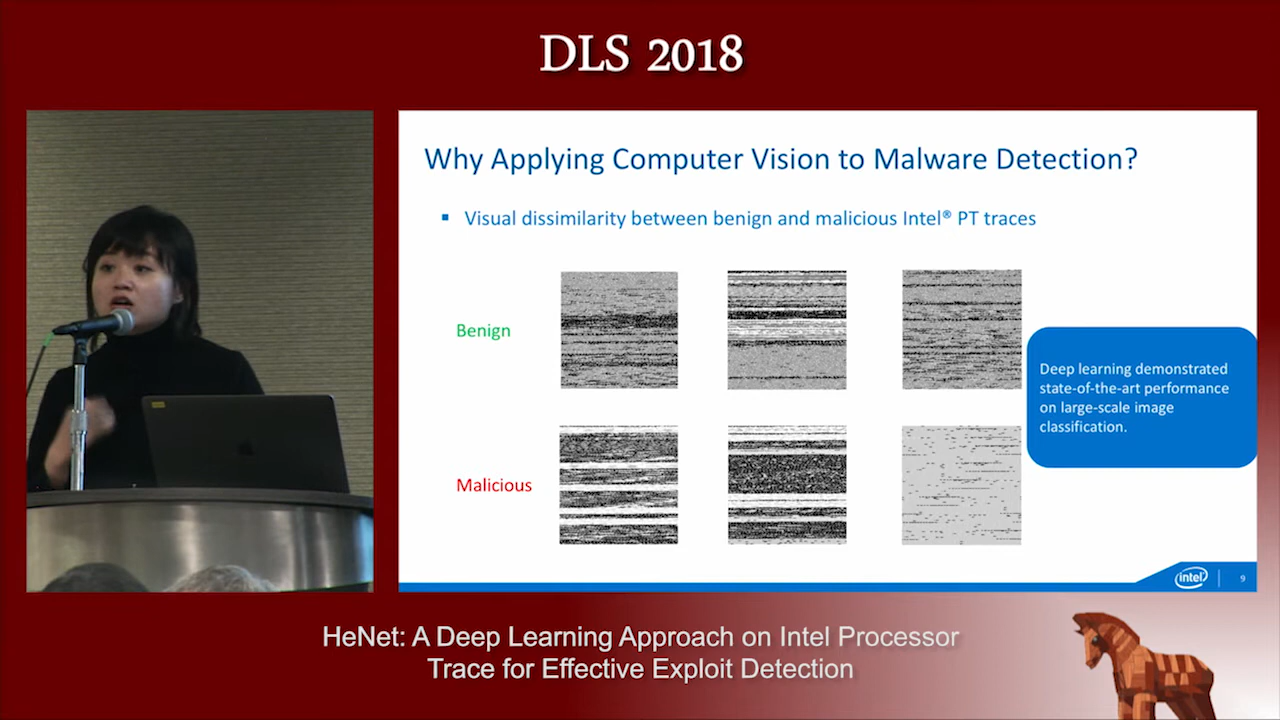 DLS 2018
Why Applying Computer Vision to Malware Detection?
▪ Visual dissimilarity between benign and malicious Intel® PT traces
Benign
Deep learning demonstrated
state-of-the-art performance
on large-scale image
classification.
Malicious
intel
9
HeNet: A Deep Learning Approach on Intel Processor
Trace for Effective Exploit Detection